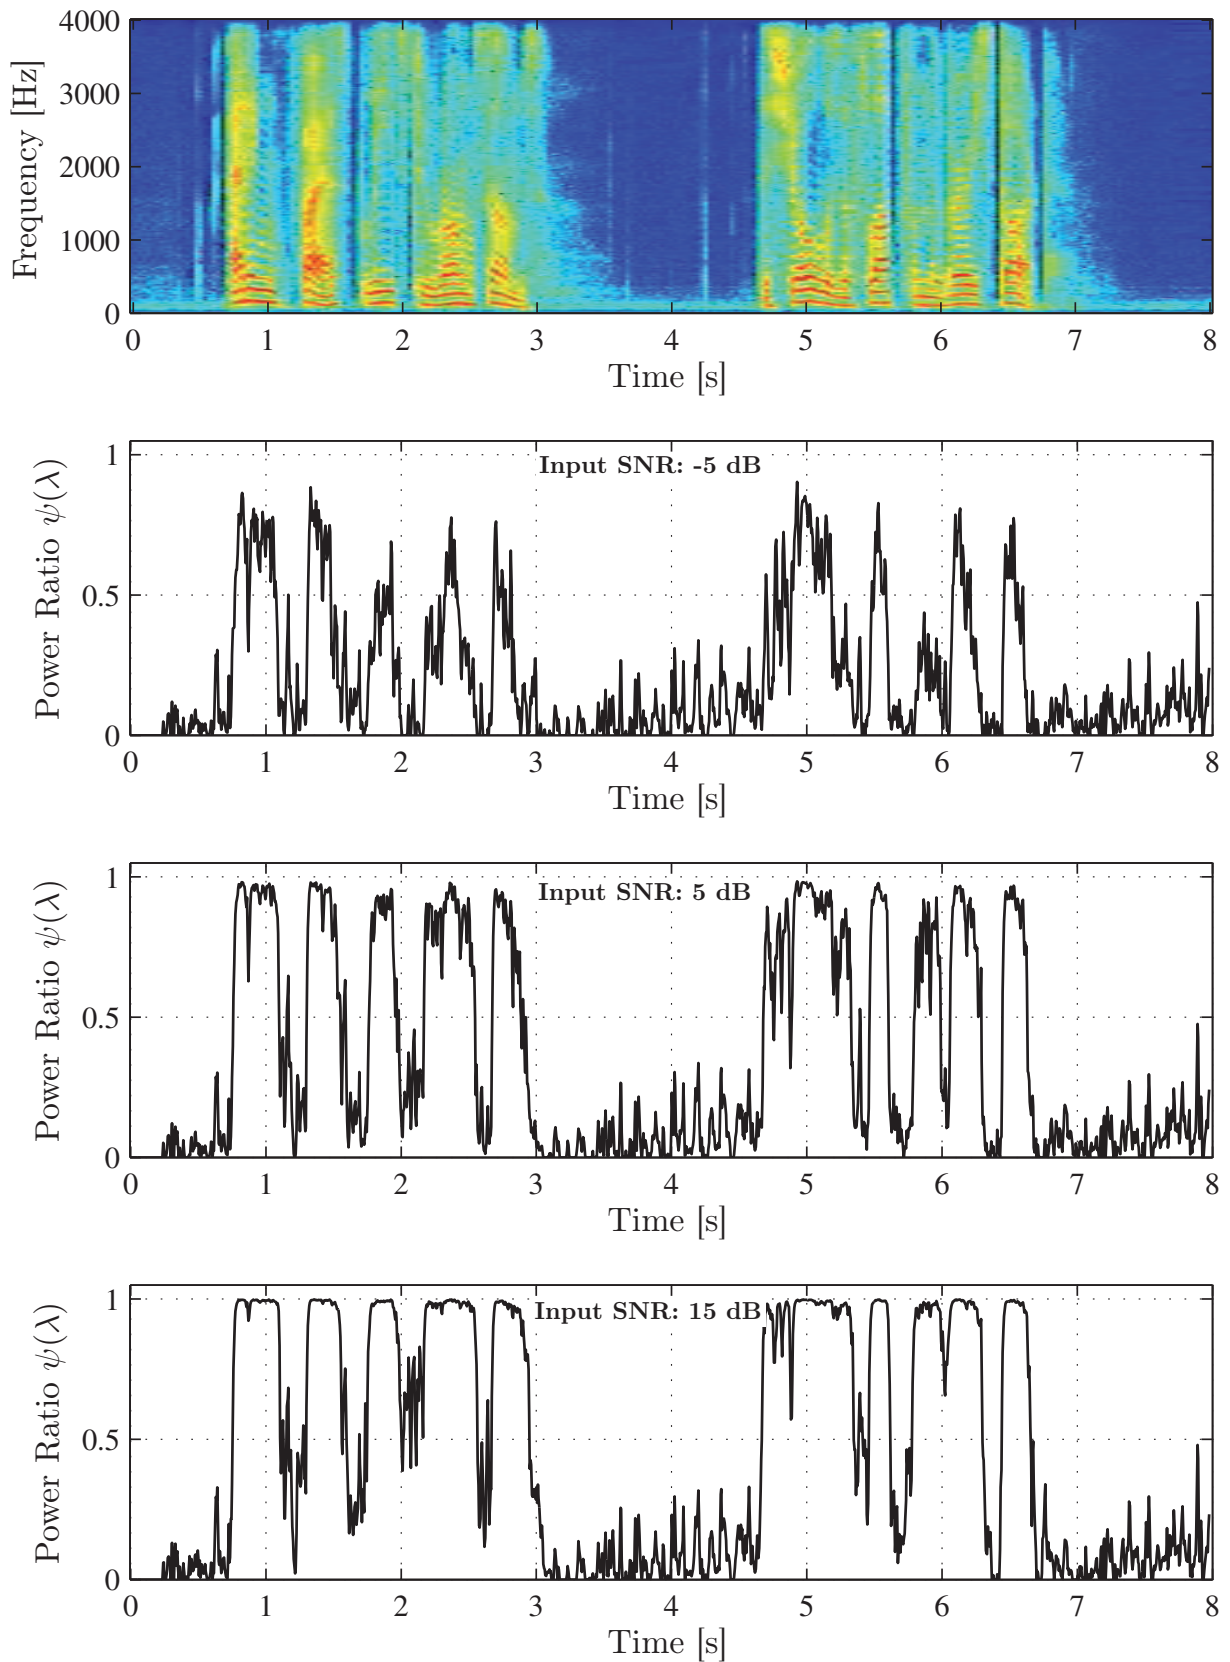 4000
3000
2000
1000
0
Frequency [Hz]
0 1 2 3 4 5 6 7 8
Time [s]
1
0.5
0
Power Ratio ψ(λ)
Input SNR: -5 dB
0 1 2 3 4 5 6 7 8
Time [s]
1
0.5
0
Power Ratio ψ(λ)
Input SNR: 5 dB
0 1 2 3 4 5 6 7 8
Time [s]
1
0.5
0
Power Ratio ψ(λ)
Input SNR: 15 dB
0 1 2 3 4 5 6 7 8
Time [s]